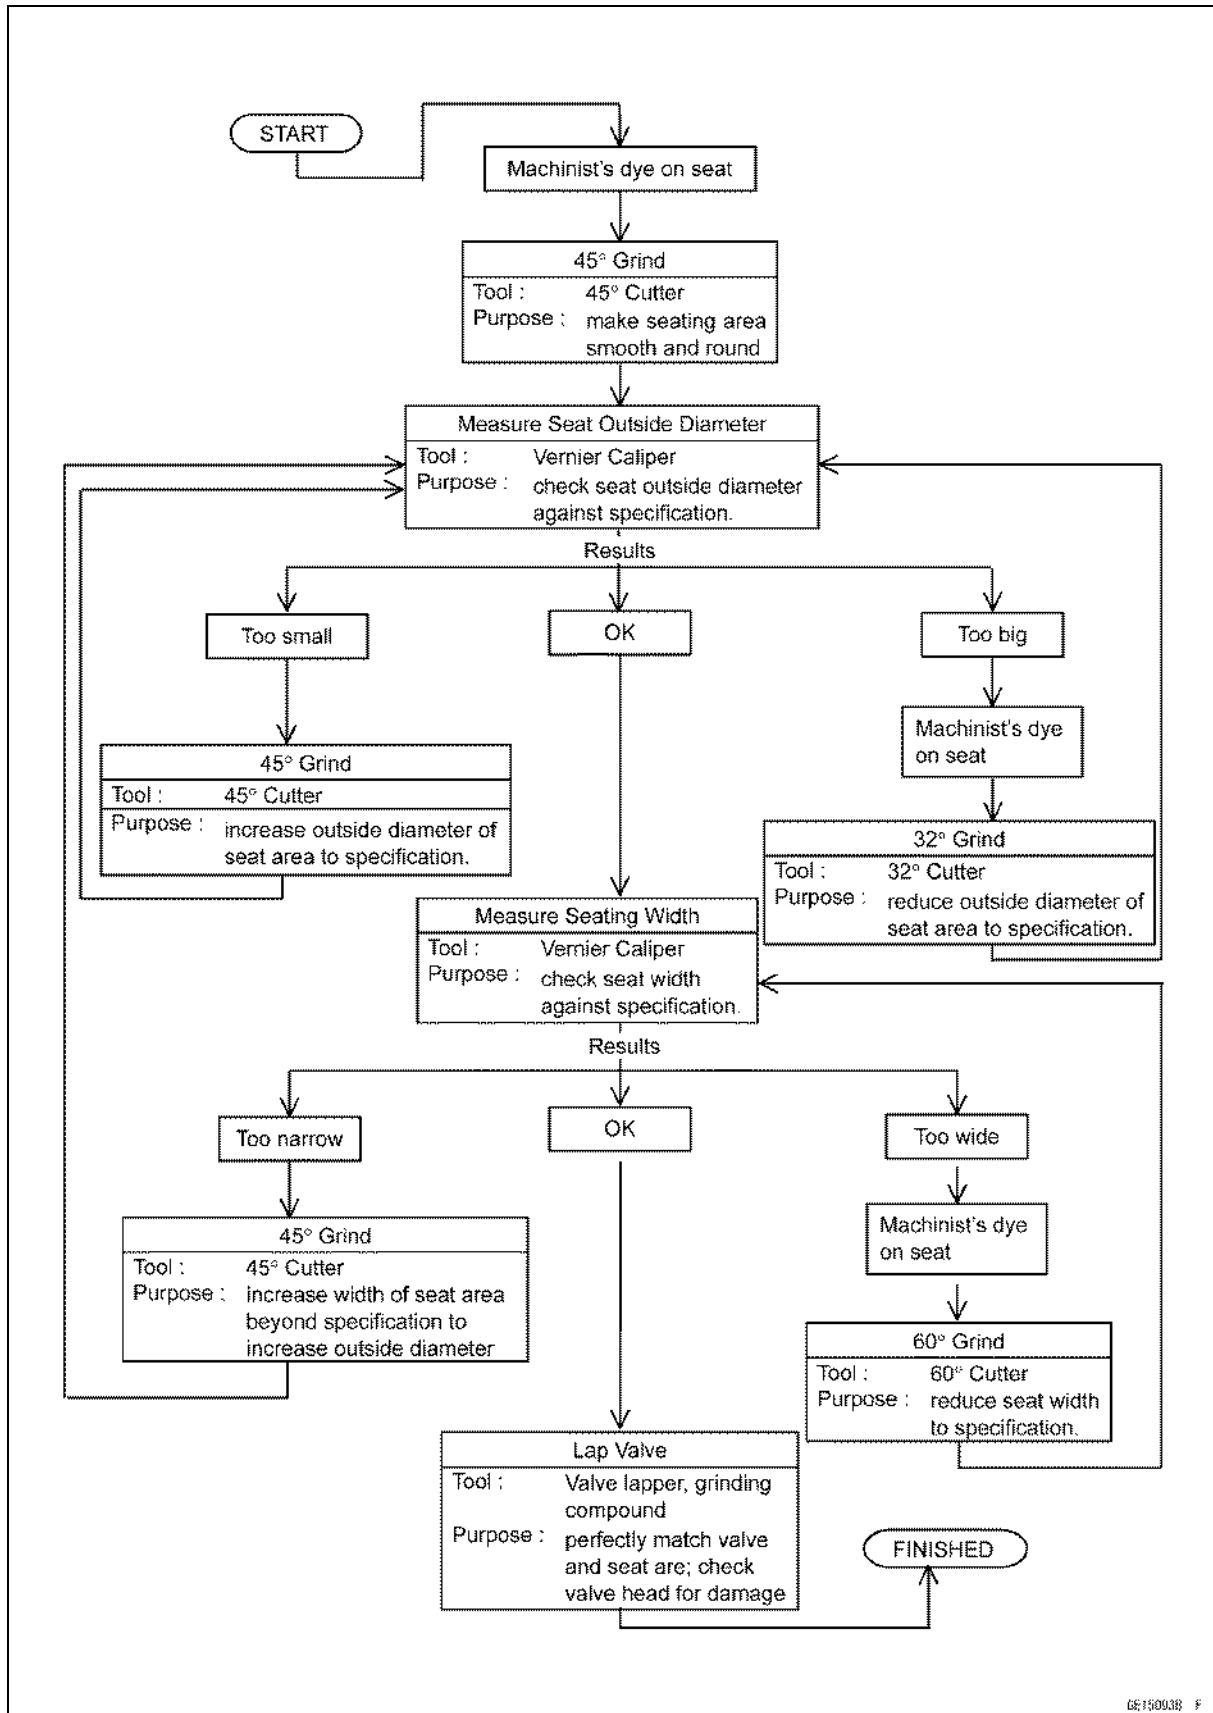 START
Machinist's dye on seat
45° Grind
Tool : 45° Cutter
Purpose : make seating area
smooth and round
Measure Seat Outside Diameter
Tool : Vernier Caliper
Purpose : check seat outside diameter
against specification.
Results
Too small
OK
Too big
Machinist's dye
on seat
45° Grind
Tool : 45° Cutter
Purpose : increase outside diameter of
seat area to specification.
32° Grind
Tool : 32° Cutter
Purpose : reduce outside diameter of
seat area to specification.
Measure Seating Width
Tool : Vernier Caliper
Purpose : check seat width
against specification.
Results
Too narrow
OK
Too wide
Machinist's dye
on seat
45° Grind
Tool : 45° Cutter
Purpose : increase width of seat area
beyond specification to
increase outside diameter
60° Grind
Tool : 60° Cutter
Purpose : reduce seat width
to specification.
Lap Valve
Tool : Valve lapper, grinding
compound
Purpose : perfectly match valve
and seat are; check
valve head for damage
FINISHED
GE15093B F